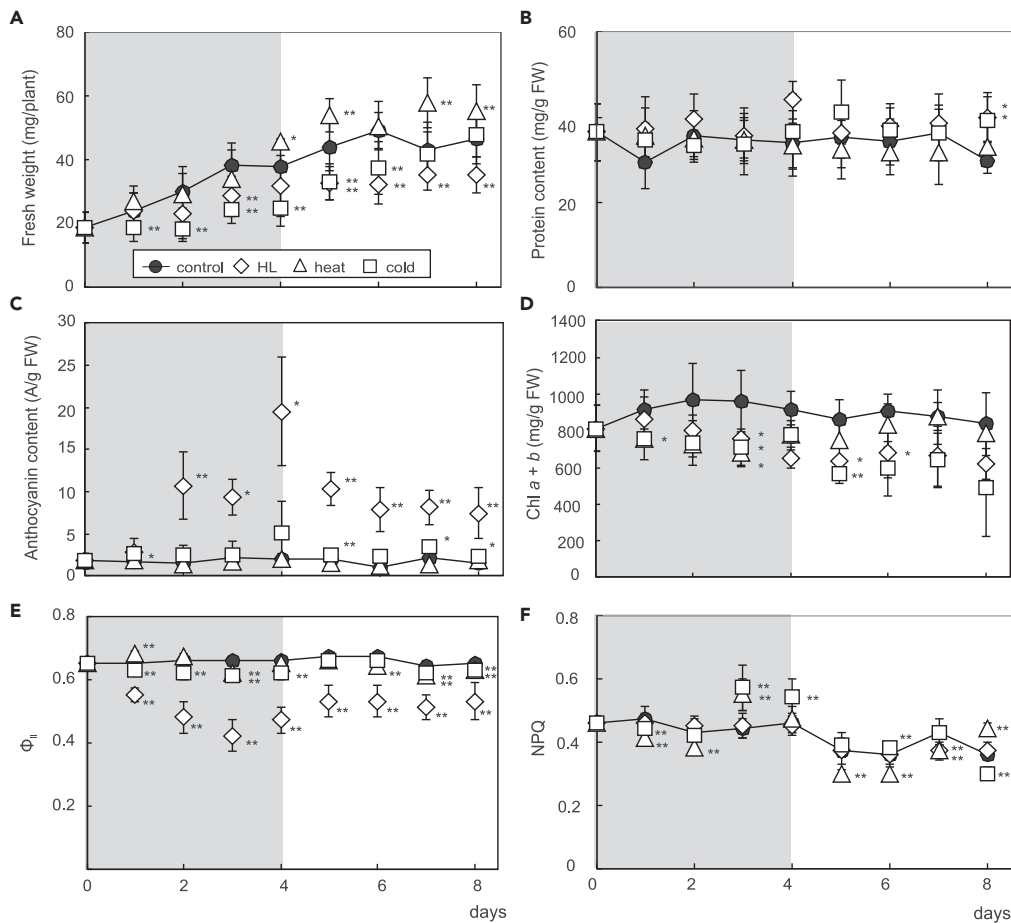 A
Fresh weight (mg/plant)
80
60
40
20
0
* ** ** ** ** ** ** ** ** ** ** ** ** ** ** ** **
control HL heat cold
B
Protein content (mg/g FW)
60
40
20
0
*
*
C
Anthocyanin content (A/g FW)
30
25
20
15
10
5
0
* ** * * ** ** ** ** * ** *
D
Chl a + b (mg/g FW)
1400
1200
1000
800
600
400
200
0
* * * * * ** *
E
ΦII
0.8
0.6
0.4
0.2
** ** ** ** ** ** ** ** ** ** ** ** ** ** ** ** ** ** **
0 2 4 6 8
days
F
NPQ
0.8
0.6
0.4
0.2
0
** ** ** ** ** ** ** ** ** ** ** ** **
0 2 4 6 8
days